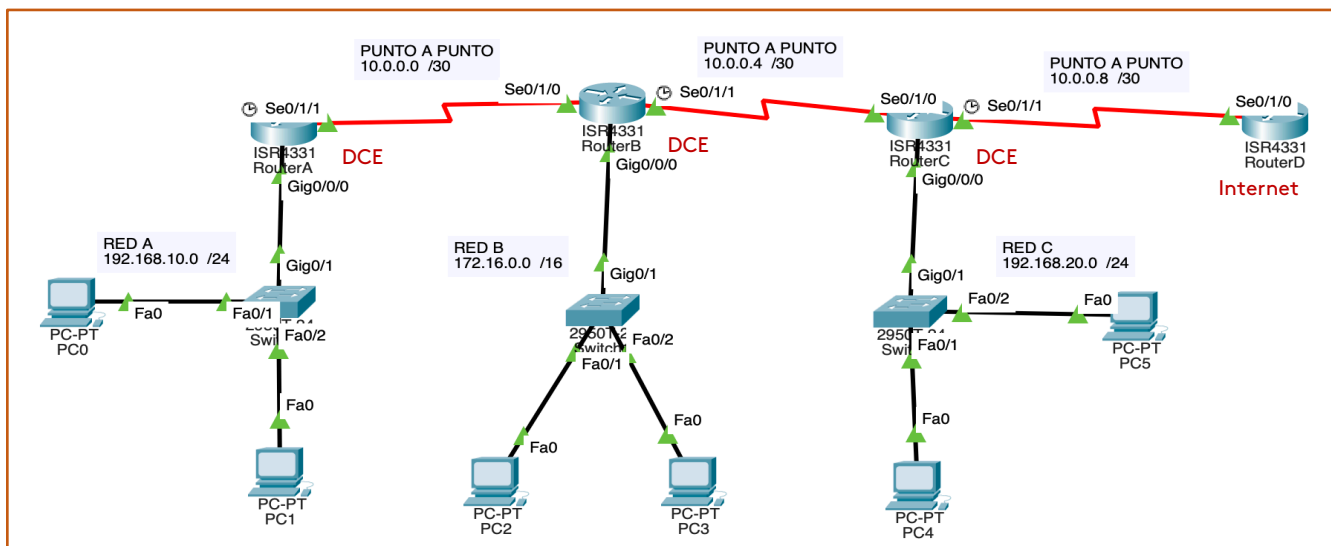 PUNTO A PUNTO
10.0.0.0 /30
PUNTO A PUNTO
10.0.0.4 /30
PUNTO A PUNTO
10.0.0.8 /30
Se0/1/1
Se0/1/0
Se0/1/1
Se0/1/0
Se0/1/1
Se0/1/0
ISR4331
RouterA
DCE
ISR4331
RouterB
DCE
ISR4331
RouterC
DCE
ISR4331
RouterD
Internet
Gig0/0/0
Gig0/0/0
Gig0/0/0
RED A
192.168.10.0 /24
RED B
172.16.0.0 /16
RED C
192.168.20.0 /24
Gig0/1
Gig0/1
Gig0/1
Fa0
Fa0/1
Fa0/2
PC-PT
PC0
Fa0/2
Fa0/1
Fa0/2
Fa0
Fa0/1
PC-PT
PC5
Fa0
Fa0
Fa0
Fa0
PC-PT
PC1
PC-PT
PC2
PC-PT
PC3
PC-PT
PC4